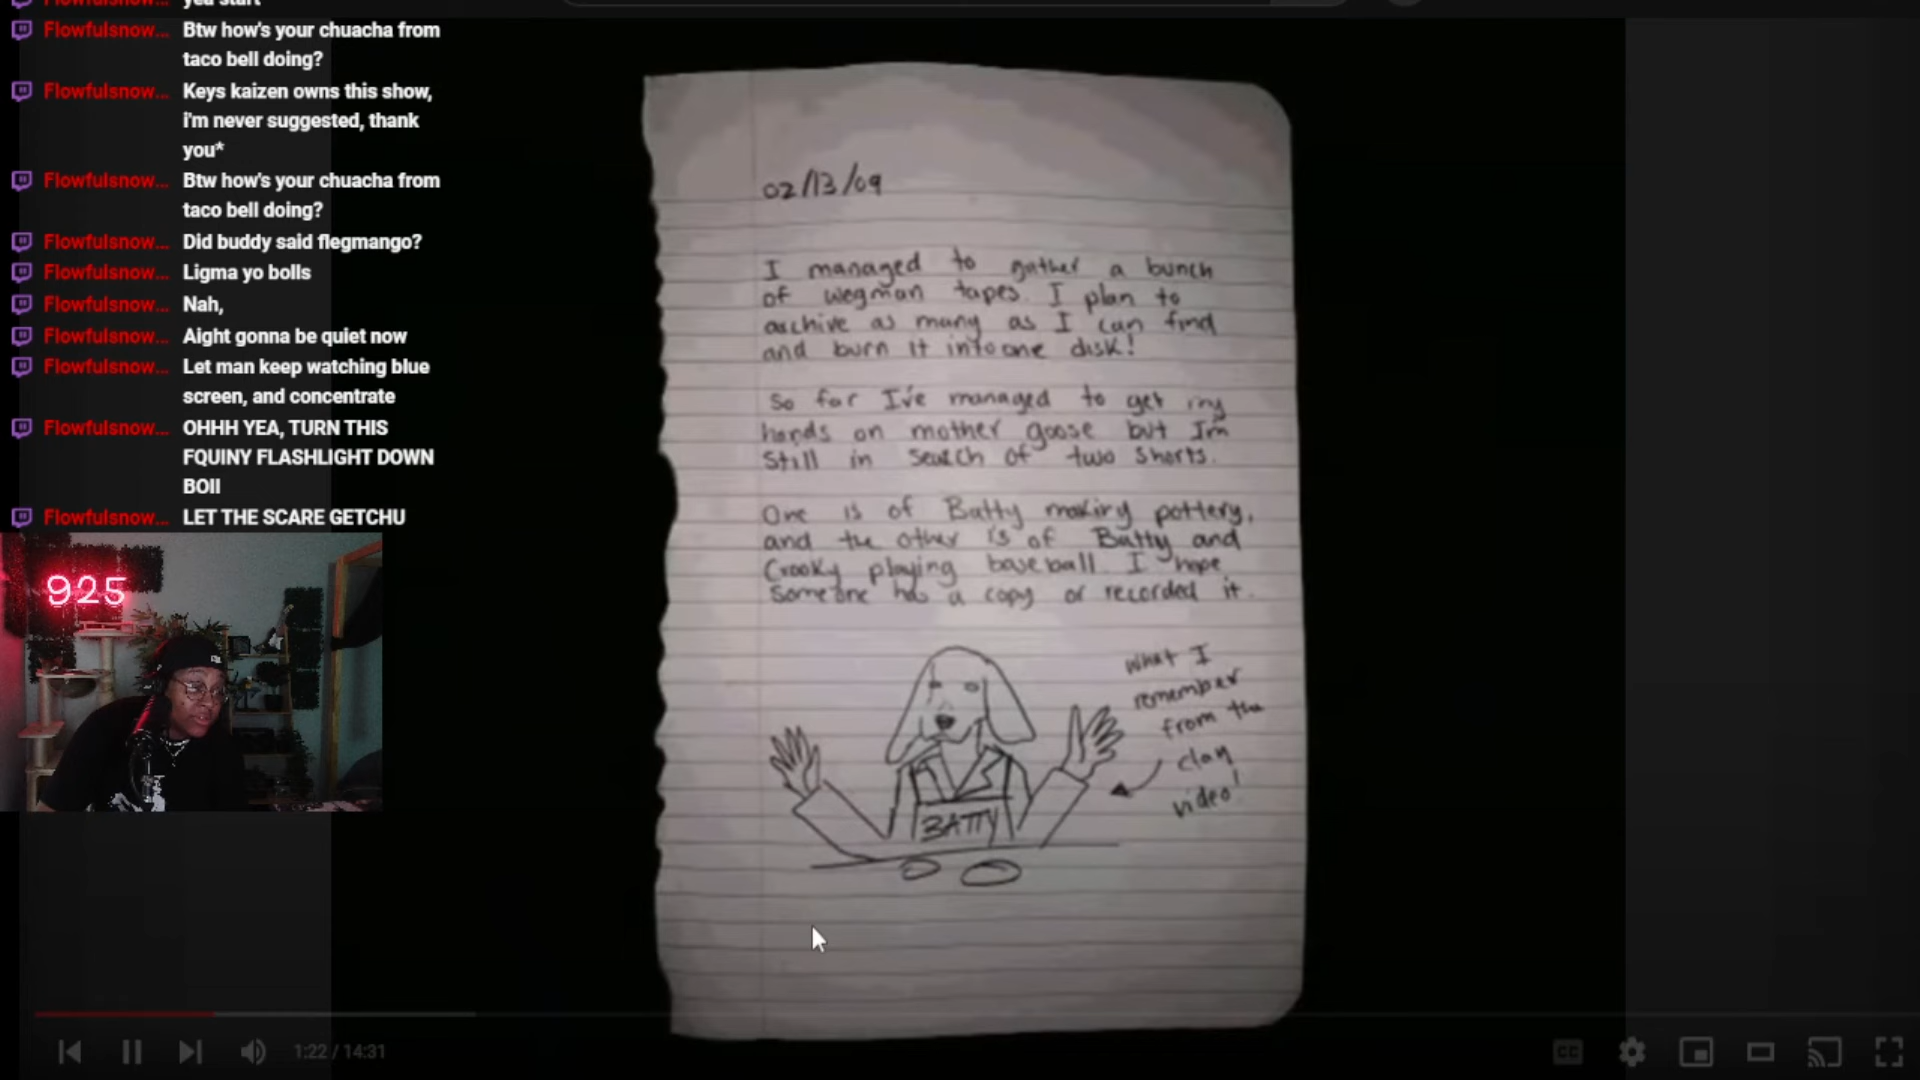 yea start
Flowfulsnow... Btw how's your chuacha from
taco bell doing?
Flowfulsnow... Keys kaizen owns this show,
i'm never suggested, thank
you*
Flowfulsnow... Btw how's your chuacha from
taco bell doing?
Flowfulsnow... Did buddy said flegmango?
Flowfulsnow... Ligma yo bolls
Flowfulsnow... Nah,
Flowfulsnow... Aight gonna be quiet now
Flowfulsnow... Let man keep watching blue
screen, and concentrate
Flowfulsnow... OHHH YEA, TURN THIS
FQUINY FLASHLIGHT DOWN
BOII
Flowfulsnow... LET THE SCARE GETCHU
925
02/13/09
I managed to gather a bunch
of wegman tapes. I plan to
archive as many as I can find
and burn it into one disk!
So far I've managed to get my
hands on mother goose but Im
still in search of two shorts.
One is of Batty making pottery,
and the other is of Batty and
Crooky playing baseball. I hope
someone has a copy or recorded it.
what I
remember
from the
clay
video!
BATTY
1:22 / 14:31
CC